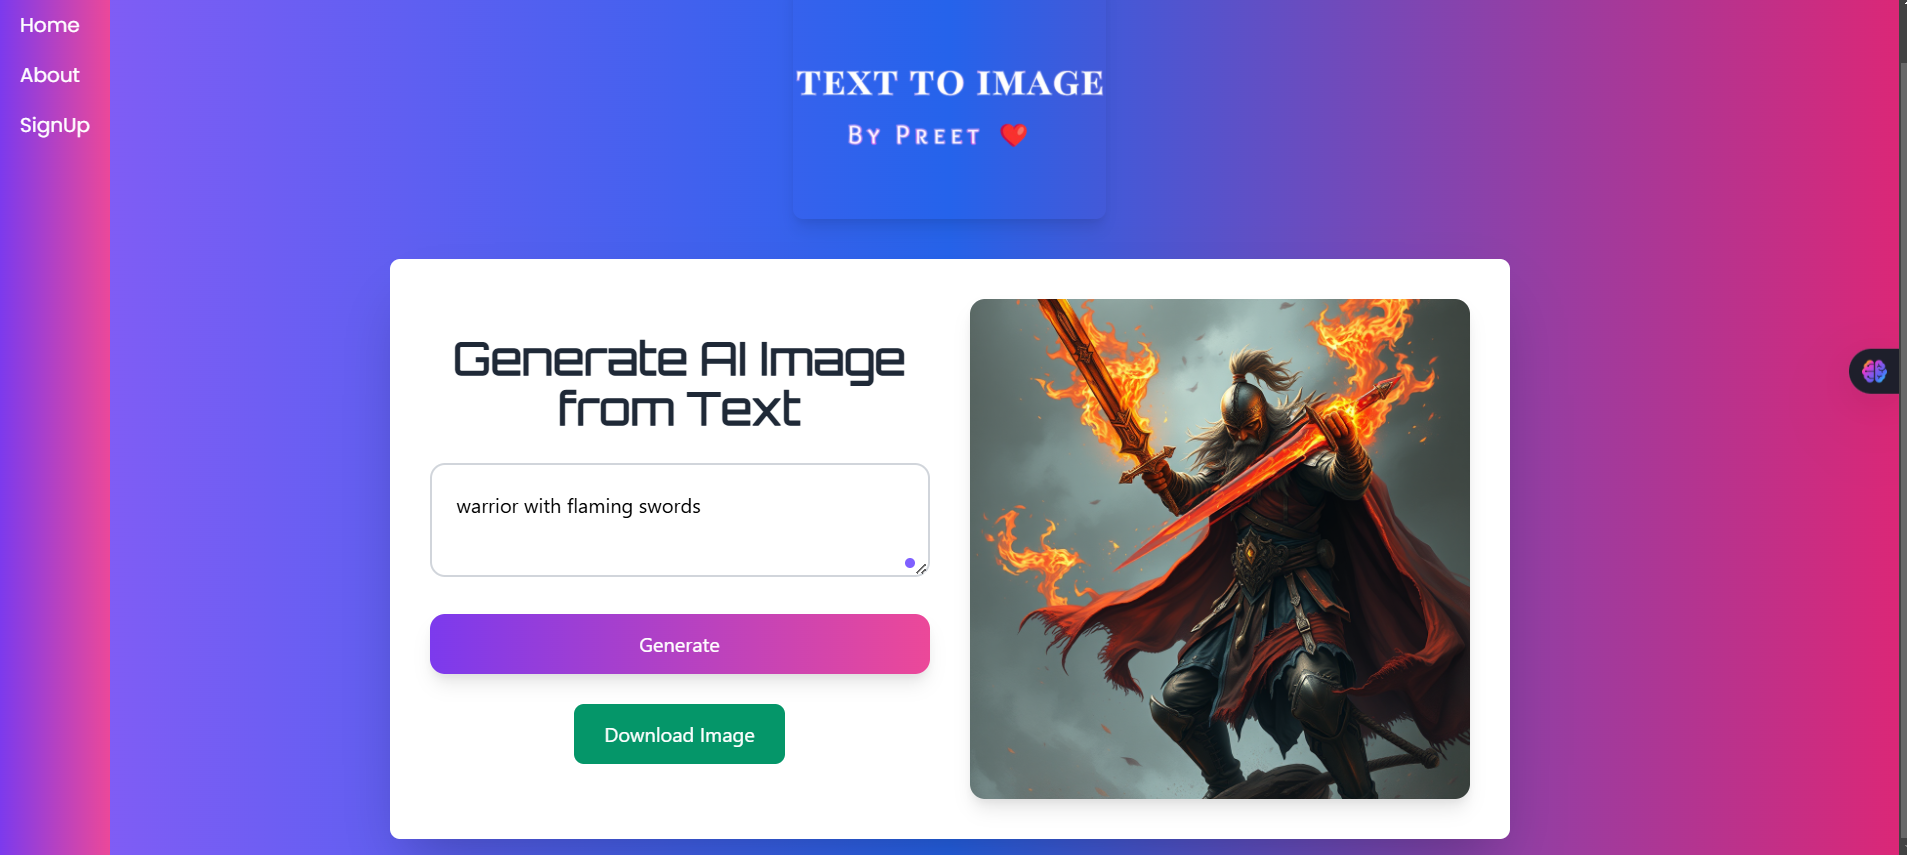 Home
About
SignUp
TEXT TO IMAGE
By Preet ❤️
Generate AI Image
from Text
warrior with flaming swords
Generate
Download Image